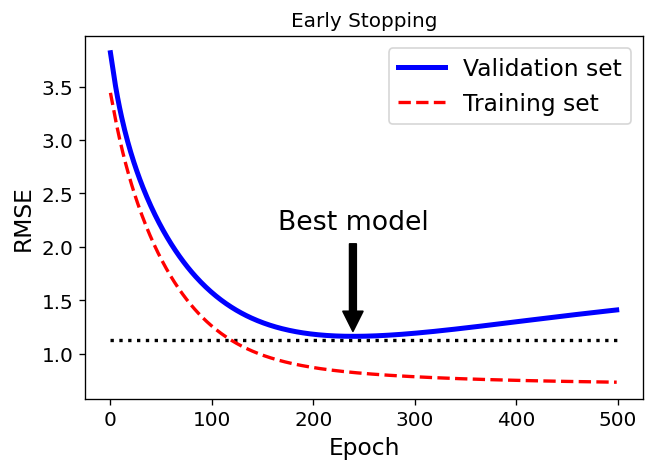 Early Stopping
Validation set
Training set
Best model
RMSE
3.5
3.0
2.5
2.0
1.5
1.0
0
100
200
300
400
500
Epoch